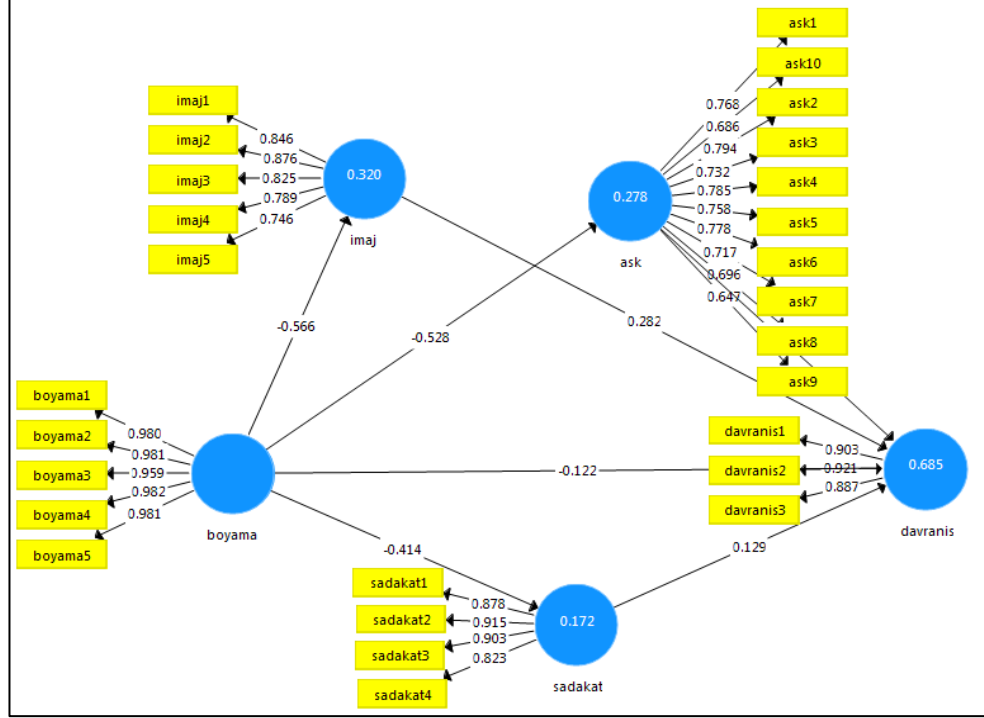 ask1
ask10
ask2
ask3
ask4
ask5
ask6
ask7
ask8
ask9
0.768
0.686
0.794
0.732
0.785
0.758
0.778
0.717
0.696
0.647
0.278
ask
imaj1
imaj2
imaj3
imaj4
imaj5
0.846
0.876
0.825
0.789
0.746
0.320
imaj
-0.566
-0.528
0.282
boyama1
boyama2
boyama3
boyama4
boyama5
0.980
0.981
0.959
0.982
0.981
boyama
-0.122
davranis1
davranis2
davranis3
0.903
0.921
0.887
0.685
davranis
-0.414
0.129
sadakat1
sadakat2
sadakat3
sadakat4
0.878
0.915
0.903
0.823
0.172
sadakat